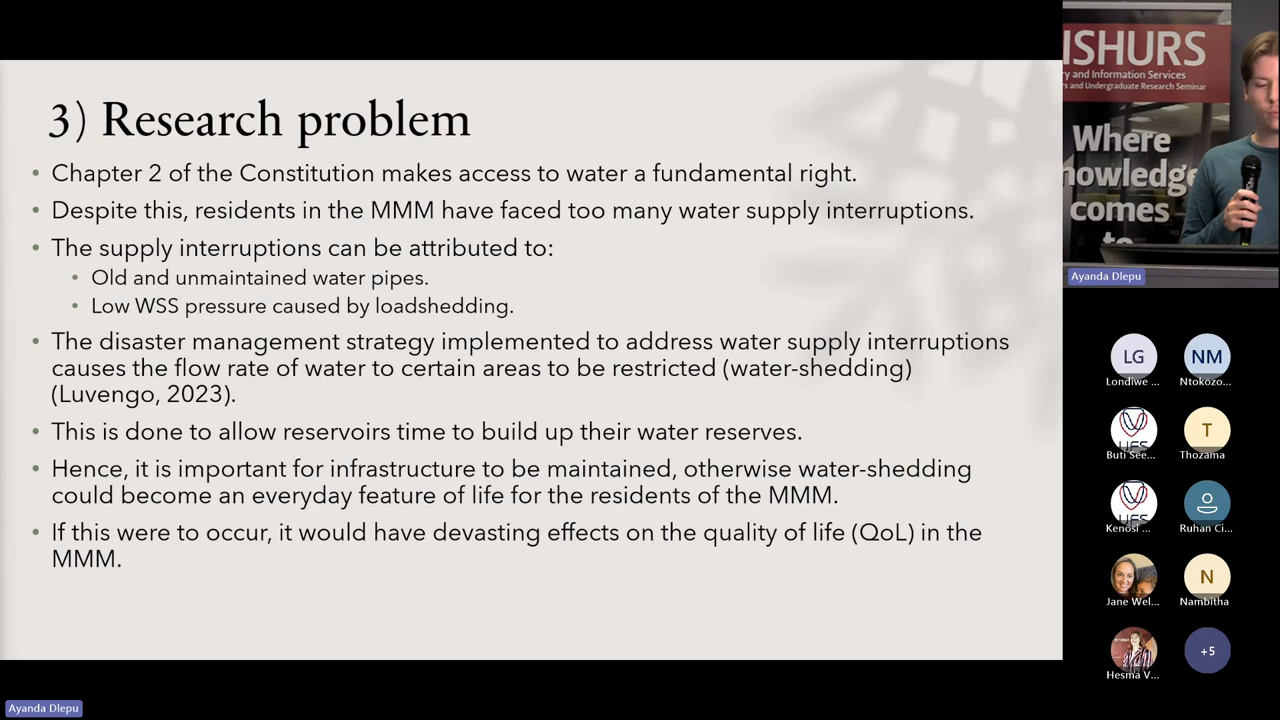 3) Research problem
• Chapter 2 of the Constitution makes access to water a fundamental right.
• Despite this, residents in the MMM have faced too many water supply interruptions.
• The supply interruptions can be attributed to:
• Old and unmaintained water pipes.
• Low WSS pressure caused by loadshedding.
• The disaster management strategy implemented to address water supply interruptions
causes the flow rate of water to certain areas to be restricted (water-shedding)
(Luvengo, 2023).
• This is done to allow reservoirs time to build up their water reserves.
• Hence, it is important for infrastructure to be maintained, otherwise water-shedding
could become an everyday feature of life for the residents of the MMM.
• If this were to occur, it would have devasting effects on the quality of life (QoL) in the
MMM.
ISHURS
ry and Information Services
rs and Undergraduate Research Seminar
Where
nowledge
comes
to
Ayanda Dlepu
LG
NM
Londiwe ...
Ntokozo...
UFS
T
Buti See...
Thozama
UFS
Kenosi ...
Ruhan Ci...
N
Jane Wel...
Nambitha
+5
Hesma V...
Ayanda Dlepu